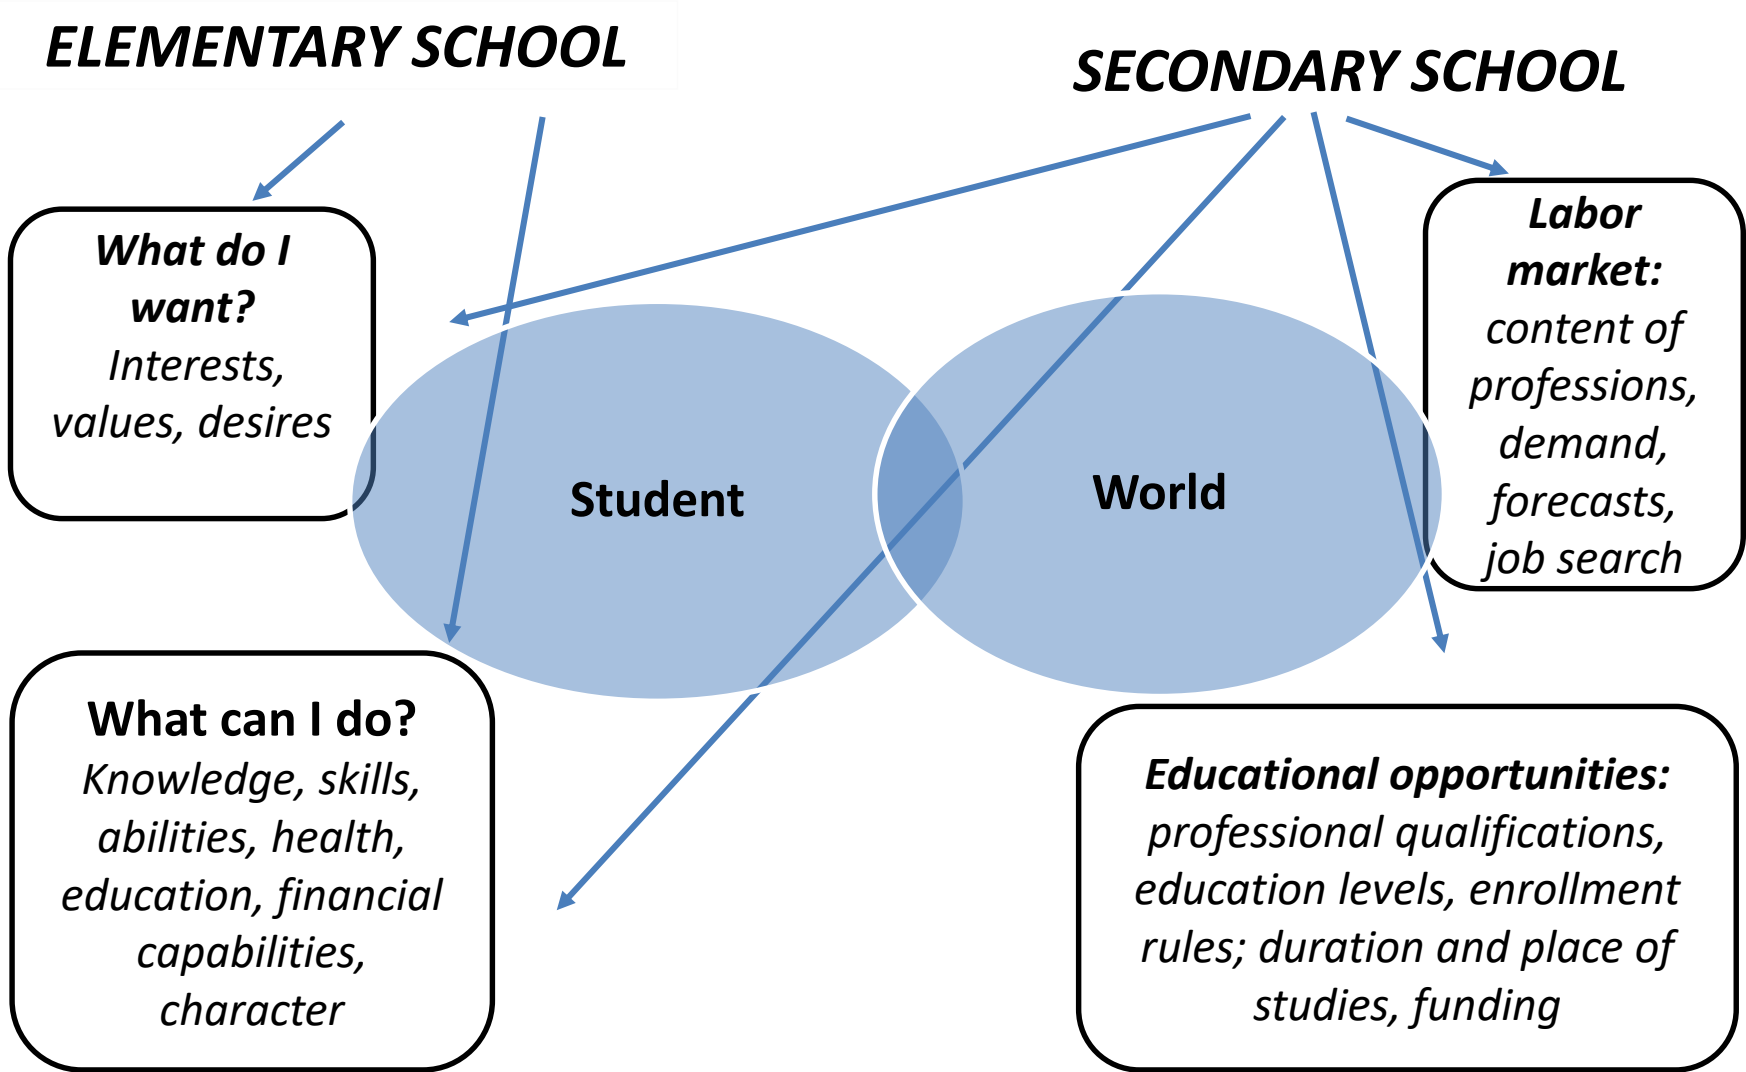 ELEMENTARY SCHOOL
SECONDARY SCHOOL
What do I
want?
Interests,
values, desires
Student
World
Labor
market:
content of
professions,
demand,
forecasts,
job search
What can I do?
Knowledge, skills,
abilities, health,
education, financial
capabilities,
character
Educational opportunities:
professional qualifications,
education levels, enrollment
rules; duration and place of
studies, funding